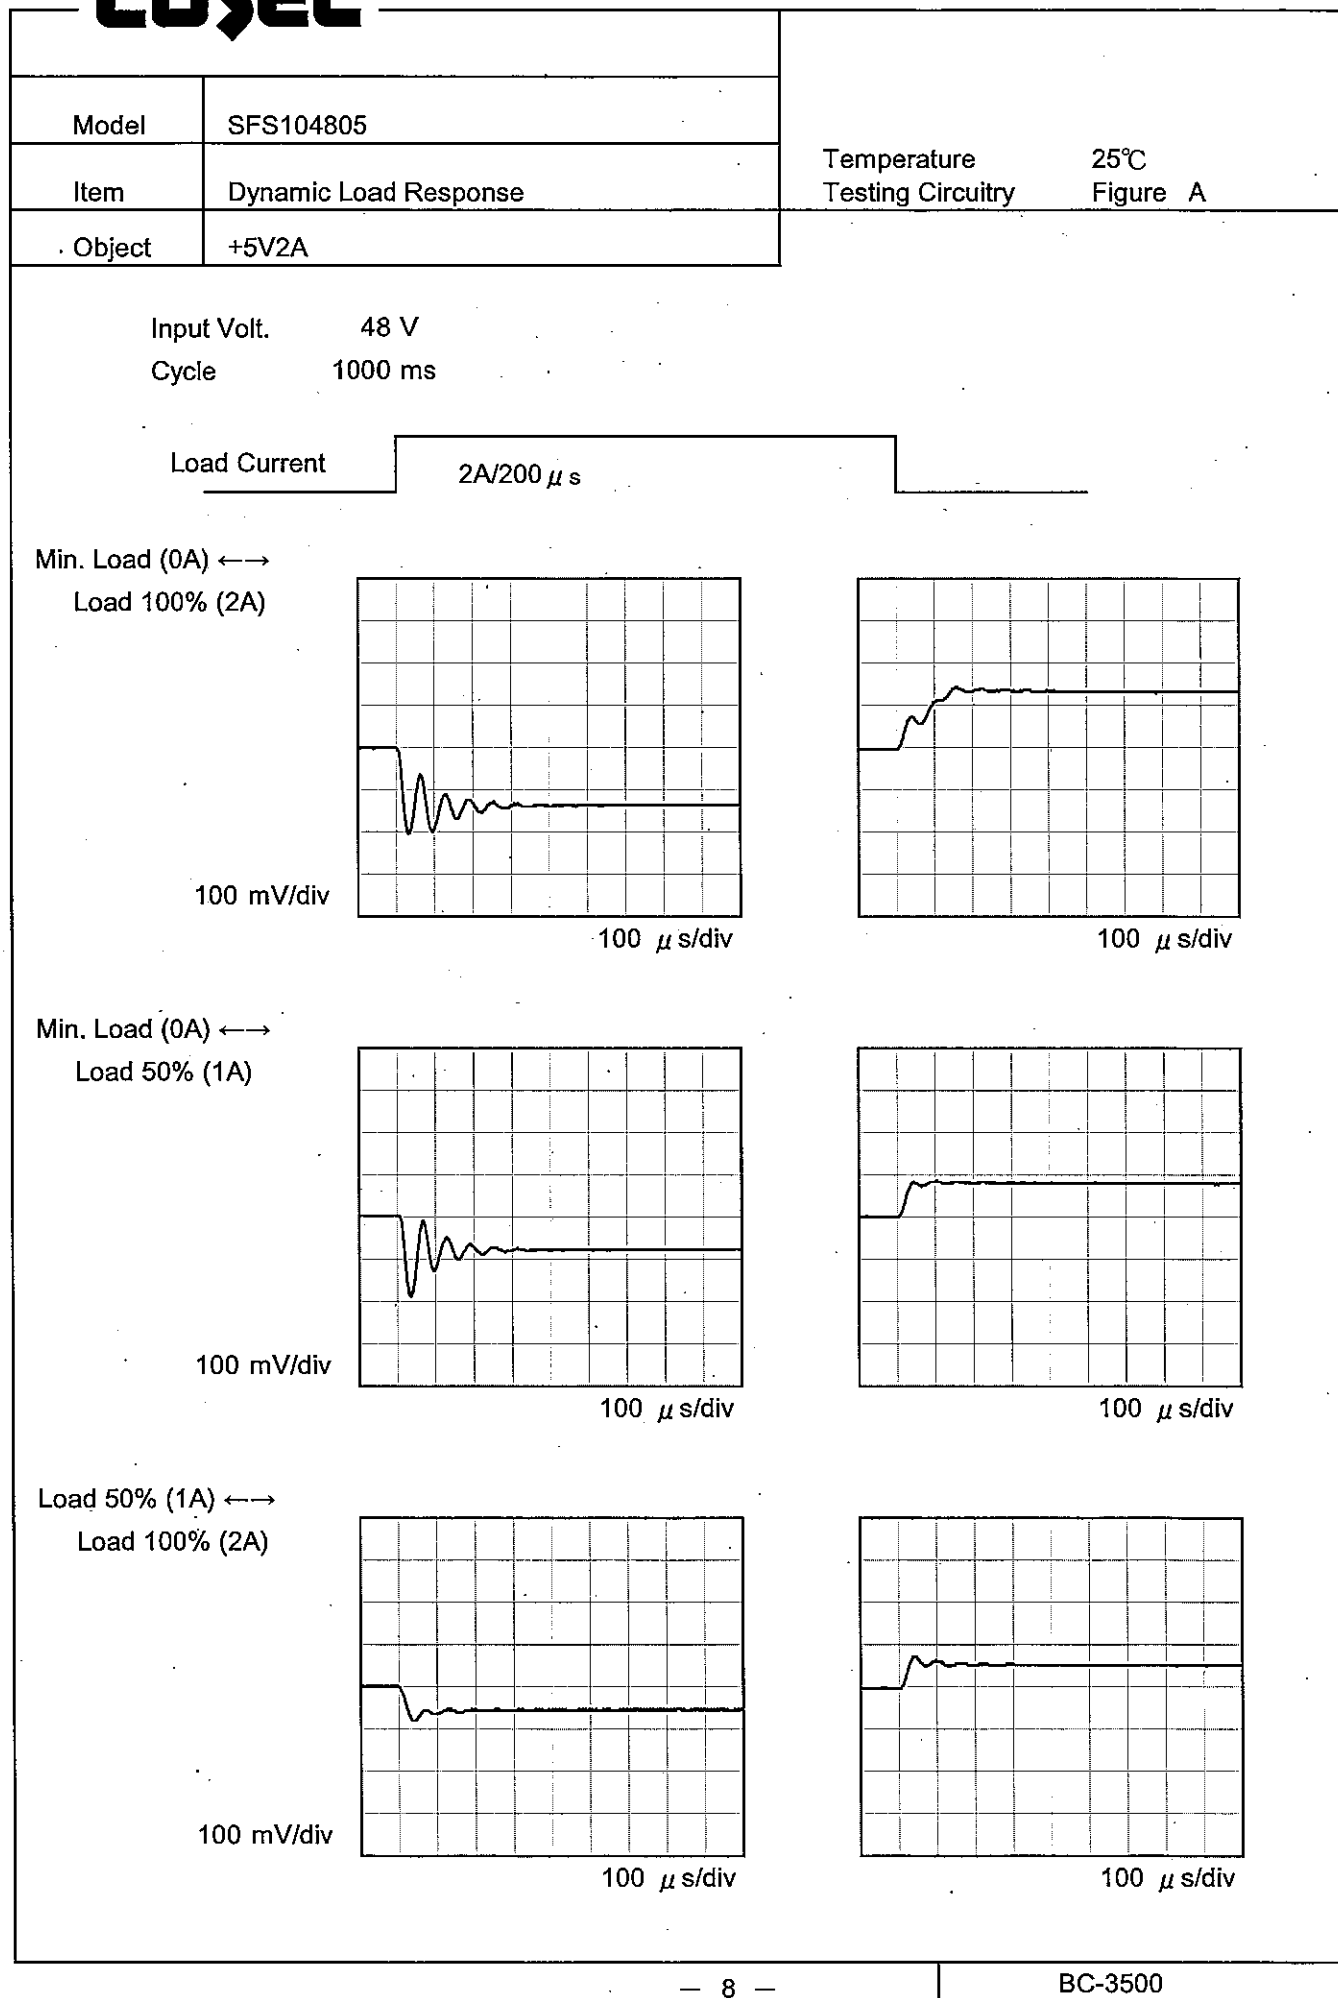 COSEL
Model SFS104805
Item Dynamic Load Response
Object +5V2A
Temperature 25℃
Testing Circuitry Figure A
Input Volt. 48 V
Cycle 1000 ms
Load Current 2A/200 μs
Min. Load (0A) ←→
Load 100% (2A)
100 mV/div
100 μs/div
100 μs/div
Min. Load (0A) ←→
Load 50% (1A)
100 mV/div
100 μs/div
100 μs/div
Load 50% (1A) ←→
Load 100% (2A)
100 mV/div
100 μs/div
100 μs/div
— 8 —
BC-3500